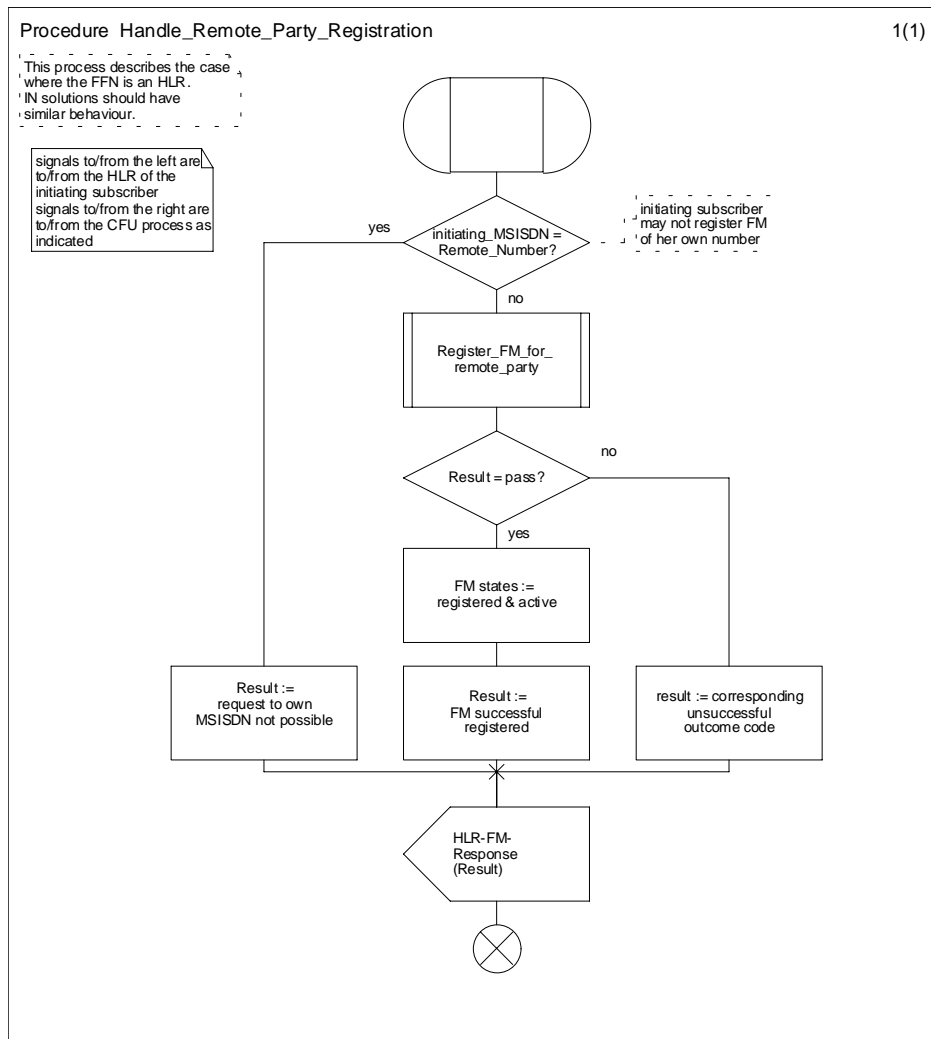 Procedure Handle_Remote_Party_Registration
1(1)
This process describes the case
where the FFN is an HLR.
IN solutions should have
similar behaviour.
signals to/from the left are
to/from the HLR of the
initiating subscriber
signals to/from the right are
to/from the CFU process as
indicated
yes
initiating_MSISDN =
Remote_Number?
initiating subscriber
may not register FM
of her own number
no
Register_FM_for_
remote_party
Result = pass?
no
yes
FM states :=
registered & active
Result :=
request to own
MSISDN not possible
Result :=
FM successful
registered
result := corresponding
unsuccessful
outcome code
HLR-FM-
Response
(Result)